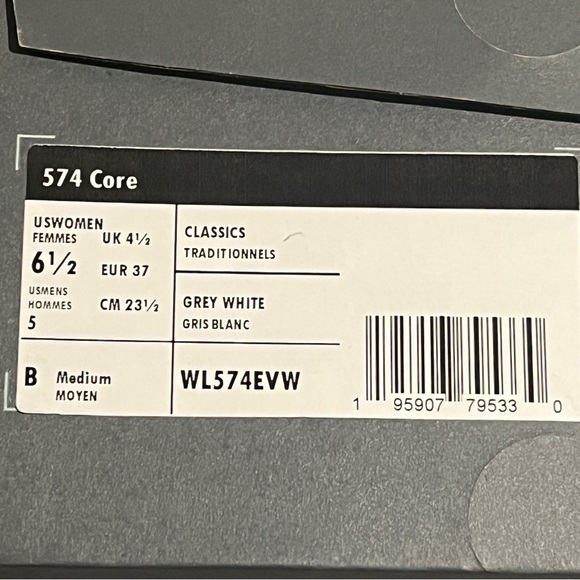 574 Core
USWOMEN
FEMMES UK 4½
6½ EUR 37
USMENS
HOMMES CM 23½
5
B Medium
MOYEN
CLASSICS
TRADITIONNELS
GREY WHITE
GRIS BLANC
WL574EVW
1 95907 79533 0